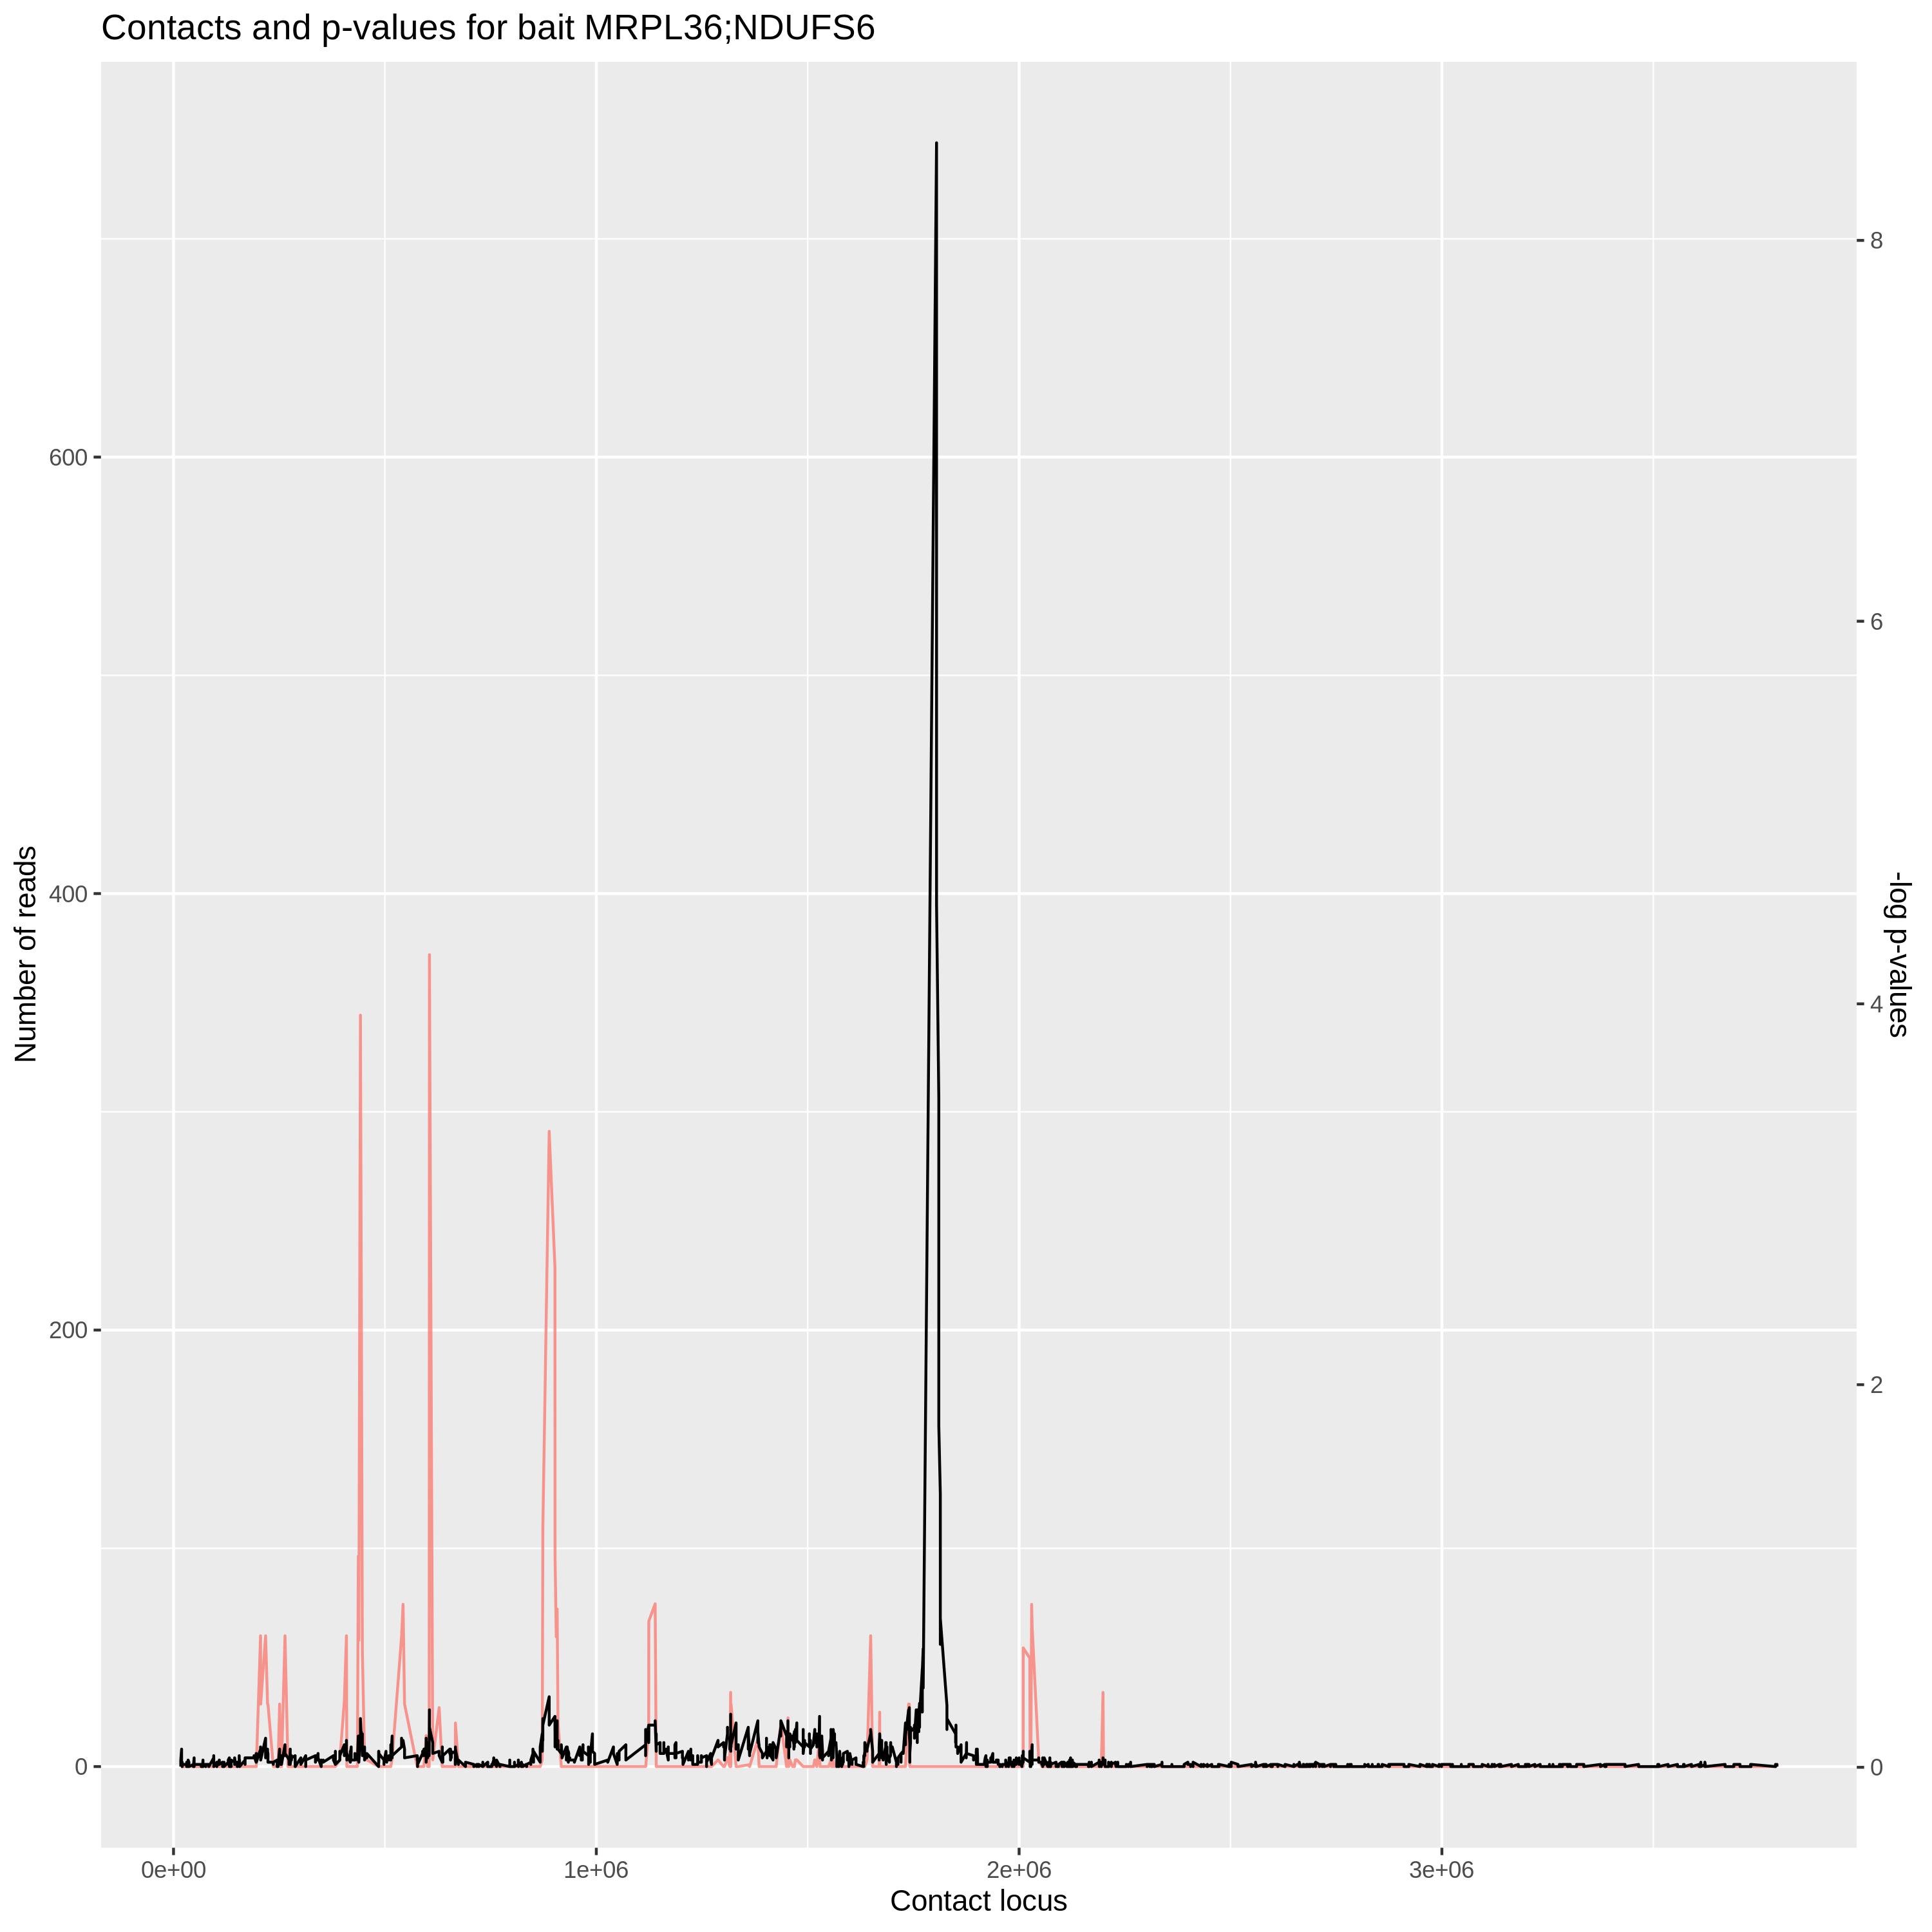 Contacts and p-values for bait MRPL36;NDUFS6
Number of reads
600
400
200
0
8
6
4
2
0
-log p-values
0e+00
1e+06
2e+06
3e+06
Contact locus